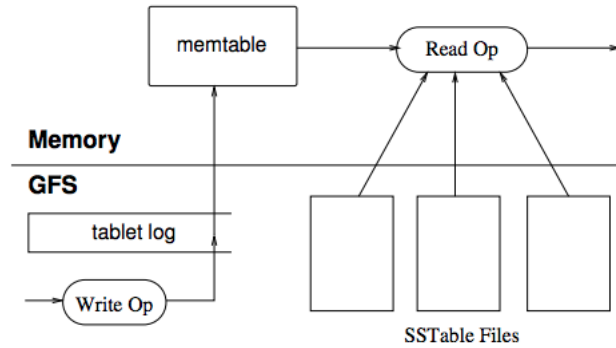 memtable
Read Op
Memory
GFS
tablet log
Write Op
SSTable Files